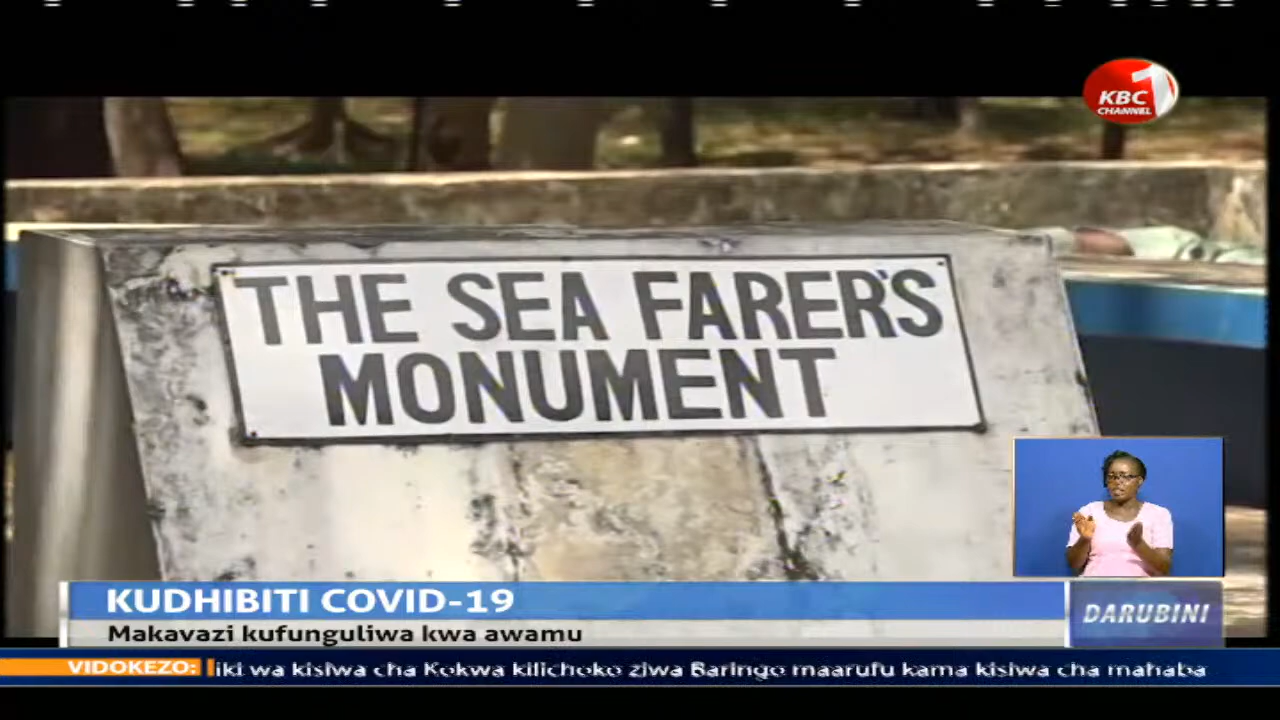 1
KBC
CHANNEL
THE SEA FARER'S
MONUMENT
KUDHIBITI COVID-19
Makavazi kufunguliwa kwa awamu
DARUBINI
VIDOKEZO: iki wa kisiwa cha Kokwa kilichoko ziwa Baringo maarufu kama kisiwa cha mahaba